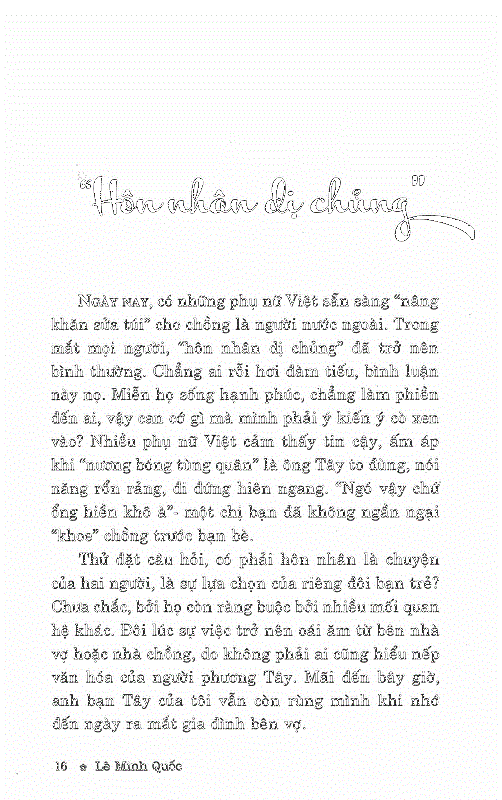 "Hôn nhân dị chủng"
NGÀY NAY, có những phụ nữ Việt sẵn sàng "nâng
khăn sửa túi" cho chồng là người nước ngoài. Trong
mắt mọi người, "hôn nhân dị chủng" đã trở nên
bình thường. Chẳng ai rỗi hơi đàm tiếu, bình luận
này nọ. Miễn họ sống hạnh phúc, chẳng làm phiền
đến ai, vậy can cớ gì mà mình phải ý kiến ý cò xen
vào? Nhiều phụ nữ Việt cảm thấy tin cậy, ấm áp
khi "nương bóng tùng quân" là ông Tây to đùng, nói
năng rổn rảng, đi đứng hiên ngang. "Ngó vậy chứ
ổng hiền khô à"- một chị bạn đã không ngần ngại
"khoe" chồng trước bạn bè.
Thử đặt câu hỏi, có phải hôn nhân là chuyện
của hai người, là sự lựa chọn của riêng đôi bạn trẻ?
Chưa chắc, bởi họ còn ràng buộc bởi nhiều mối quan
hệ khác. Đôi lúc sự việc trở nên oái ăm từ bên nhà
vợ hoặc nhà chồng, do không phải ai cũng hiểu nếp
văn hóa của người phương Tây. Mãi đến bây giờ,
anh bạn Tây của tôi vẫn còn rùng mình khi nhớ
đến ngày ra mắt gia đình bên vợ.
16 Lê Minh Quốc